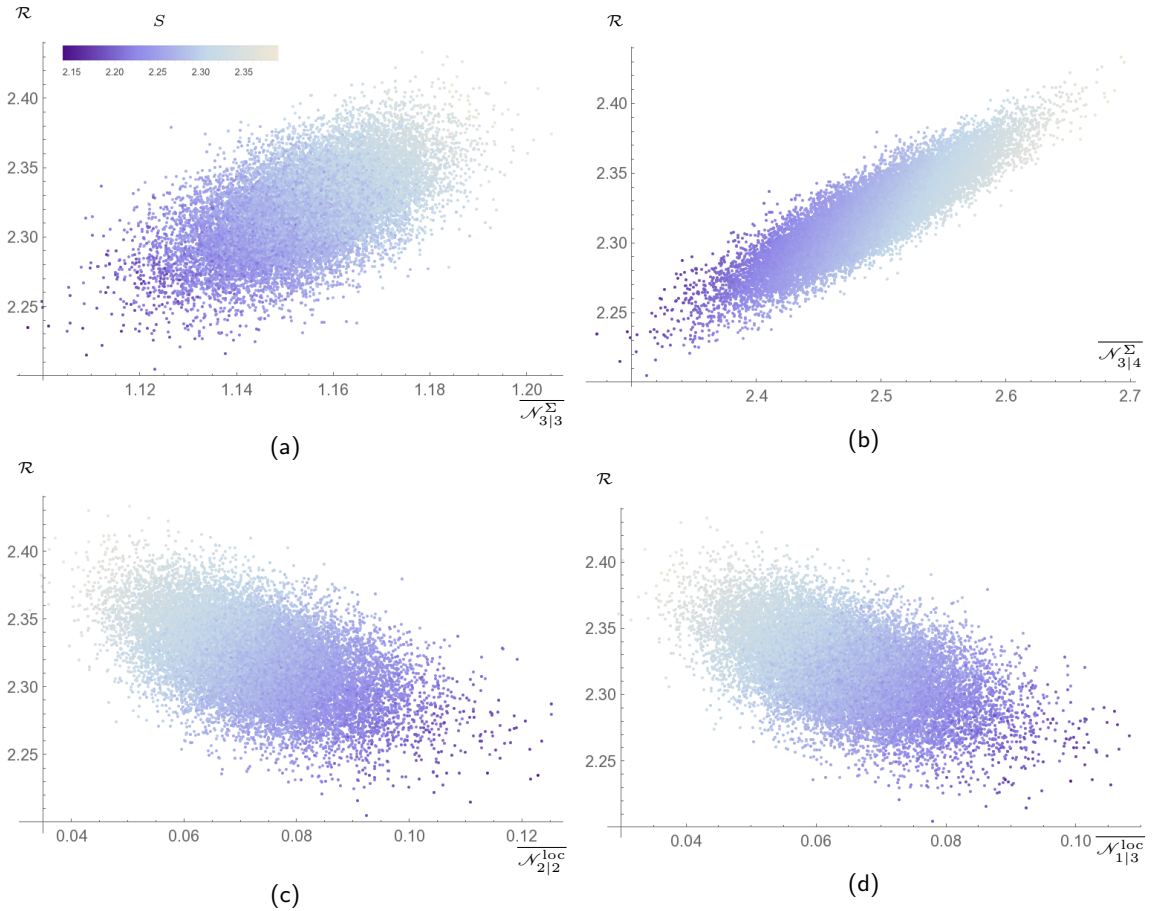 𝓡
S
2.15 2.20 2.25 2.30 2.35
2.40
2.35
2.30
2.25
1.12 1.14 1.16 1.18 1.20
$\overline{\mathcal{N}^{\Sigma}_{3|3}}$
(a)
𝓡
2.40
2.35
2.30
2.25
$\overline{\mathcal{N}^{\Sigma}_{3|4}}$
2.4 2.5 2.6 2.7
(b)
𝓡
2.40
2.35
2.30
2.25
0.04 0.06 0.08 0.10 0.12
$\overline{\mathcal{N}^{\mathrm{loc}}_{2|2}}$
(c)
𝓡
2.40
2.35
2.30
2.25
0.04 0.06 0.08 0.10
$\overline{\mathcal{N}^{\mathrm{loc}}_{1|3}}$
(d)